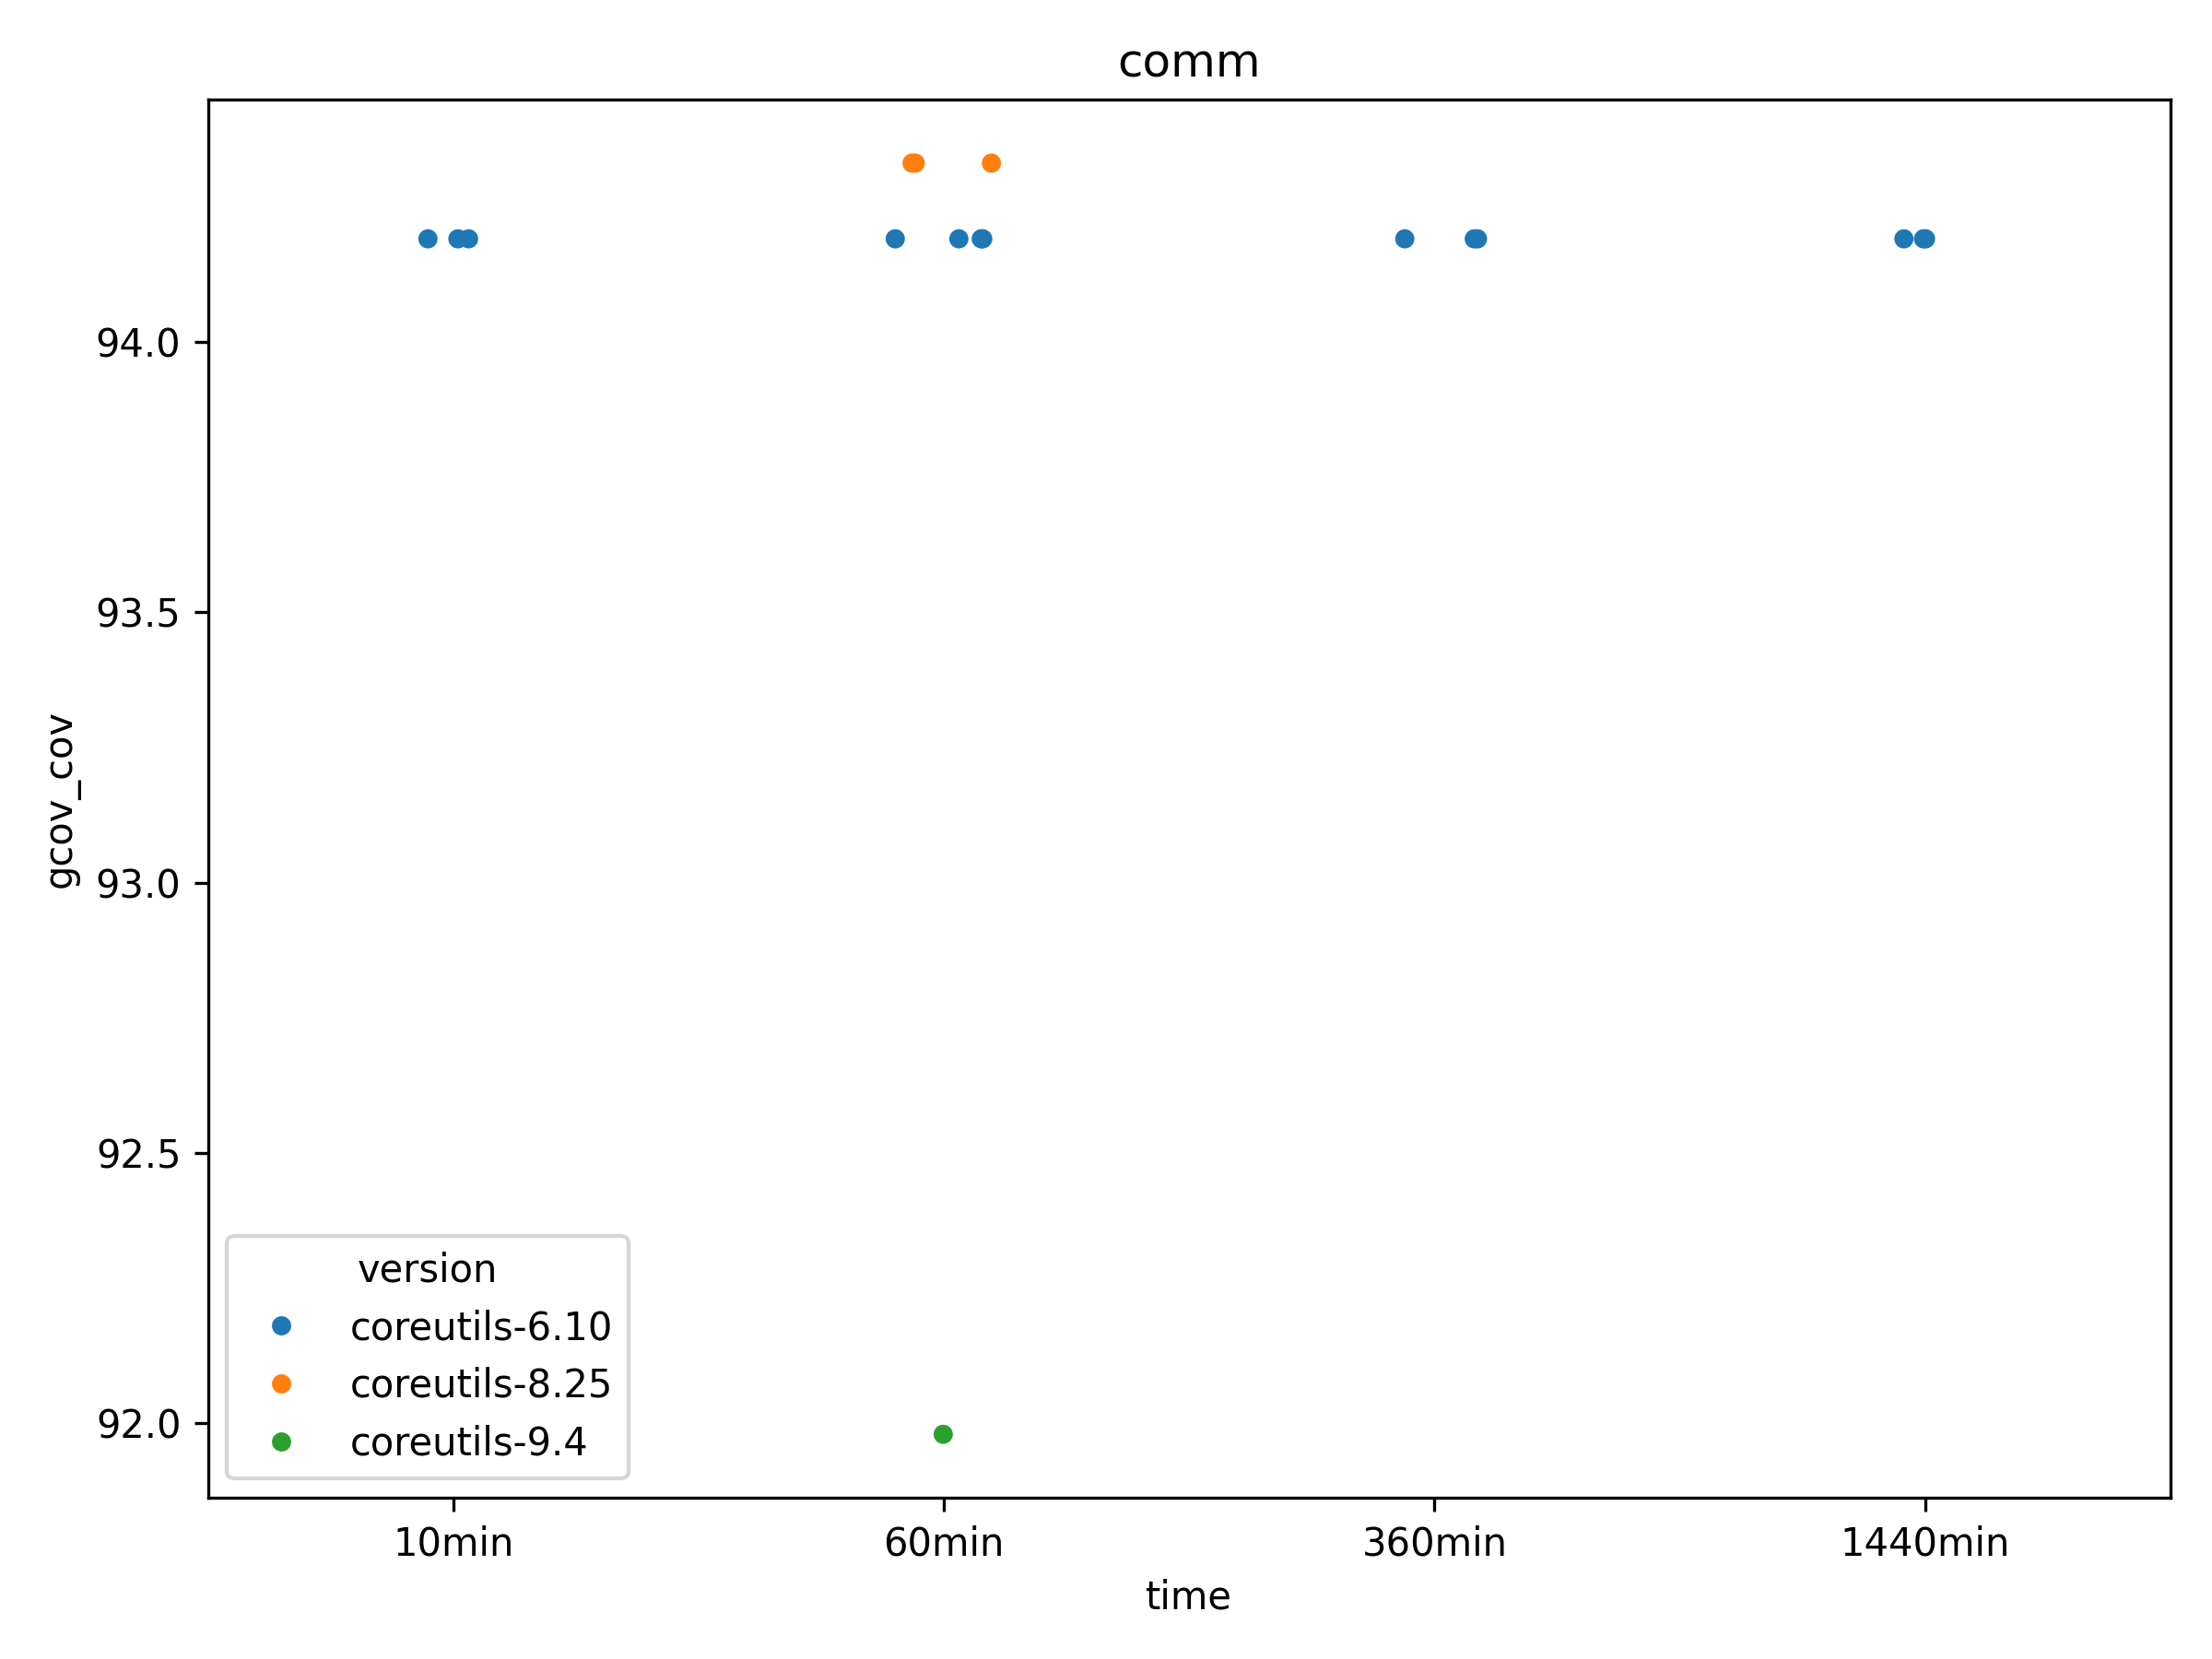 comm
gcov_cov
94.0
93.5
93.0
92.5
92.0
version
coreutils-6.10
coreutils-8.25
coreutils-9.4
10min 60min 360min 1440min
time